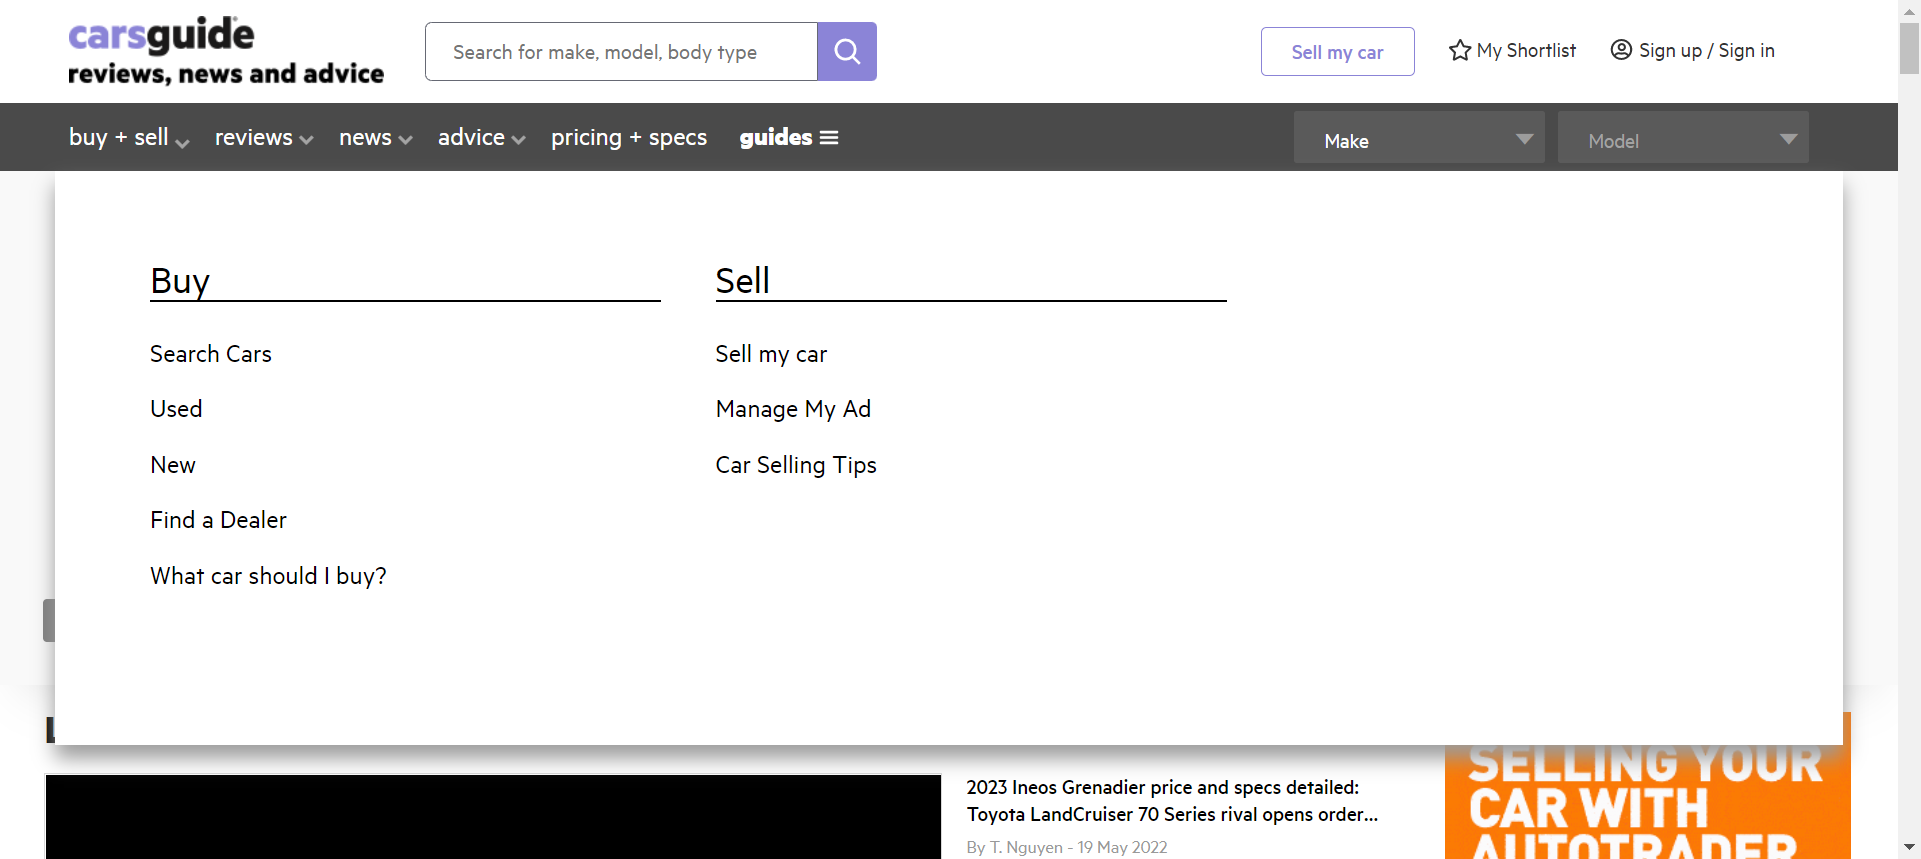 carsguide
reviews, news and advice
Search for make, model, body type
Sell my car
My Shortlist
Sign up / Sign in
buy + sell
reviews
news
advice
pricing + specs
guides
Make
Model
Buy
Search Cars
Used
New
Find a Dealer
What car should I buy?
Sell
Sell my car
Manage My Ad
Car Selling Tips
2023 Ineos Grenadier price and specs detailed:
Toyota LandCruiser 70 Series rival opens order...
By T. Nguyen - 19 May 2022
SELLING YOUR
CAR WITH
AUTOTRADER